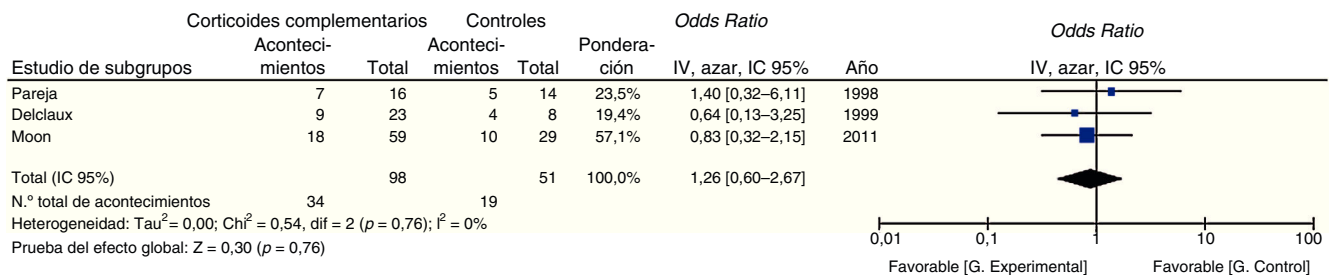 Corticoides complementarios Controles Odds Ratio Odds Ratio
Aconteci- Aconteci- Pondera-
Estudio de subgrupos mientos Total mientos Total ción IV, azar, IC 95% Año IV, azar, IC 95%
Pareja 7 16 5 14 23,5% 1,40 [0,32–6,11] 1998
Delclaux 9 23 4 8 19,4% 0,64 [0,13–3,25] 1999
Moon 18 59 10 29 57,1% 0,83 [0,32–2,15] 2011
Total (IC 95%) 98 51 100,0% 1,26 [0,60–2,67]
N.º total de acontecimientos 34 19
Heterogeneidad: Tau² = 0,00; Chi² = 0,54, dif = 2 (p = 0,76); I² = 0%
Prueba del efecto global: Z = 0,30 (p = 0,76)
0,01 0,1 1 10 100
Favorable [G. Experimental] Favorable [G. Control]